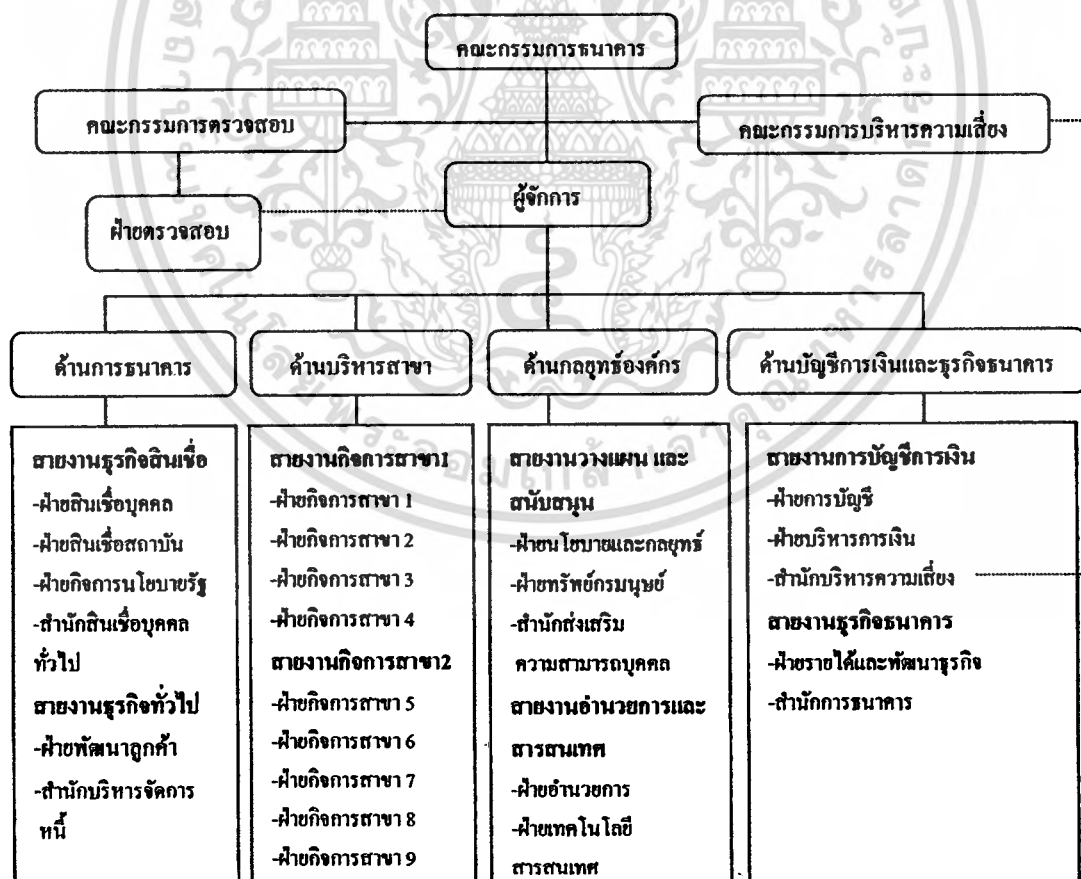 คณะกรรมการธนาคาร
คณะกรรมการตรวจสอบ
คณะกรรมการบริหารความเสี่ยง
ผู้จัดการ
ฝ่ายตรวจสอบ
ด้านการธนาคาร
ด้านบริหารสาขา
ด้านกลยุทธ์องค์กร
ด้านบัญชีการเงินและธุรกิจธนาคาร
สายงานธุรกิจสินเชื่อ
-ฝ่ายสินเชื่อบุคคล
-ฝ่ายสินเชื่อสถาบัน
-ฝ่ายกิจการนโยบายรัฐ
-สำนักสินเชื่อบุคคล
ทั่วไป
สายงานธุรกิจทั่วไป
-ฝ่ายพัฒนาลูกค้า
-สำนักบริหารจัดการ
หนี้
สายงานกิจการสาขา1
-ฝ่ายกิจการสาขา 1
-ฝ่ายกิจการสาขา 2
-ฝ่ายกิจการสาขา 3
-ฝ่ายกิจการสาขา 4
สายงานกิจการสาขา2
-ฝ่ายกิจการสาขา 5
-ฝ่ายกิจการสาขา 6
-ฝ่ายกิจการสาขา 7
-ฝ่ายกิจการสาขา 8
-ฝ่ายกิจการสาขา 9
สายงานวางแผน และ
สนับสนุน
-ฝ่ายนโยบายและกลยุทธ์
-ฝ่ายทรัพย์กรมนุษย์
-สำนักส่งเสริม
ความสามารถบุคคล
สายงานอำนวยการและ
สารสนเทศ
-ฝ่ายอำนวยการ
-ฝ่ายเทคโนโลยี
สารสนเทศ
สายงานการบัญชีการเงิน
-ฝ่ายการบัญชี
-ฝ่ายบริหารการเงิน
-สำนักบริหารความเสี่ยง
สายงานธุรกิจธนาคาร
-ฝ่ายรายได้และพัฒนาธุรกิจ
-สำนักการธนาคาร